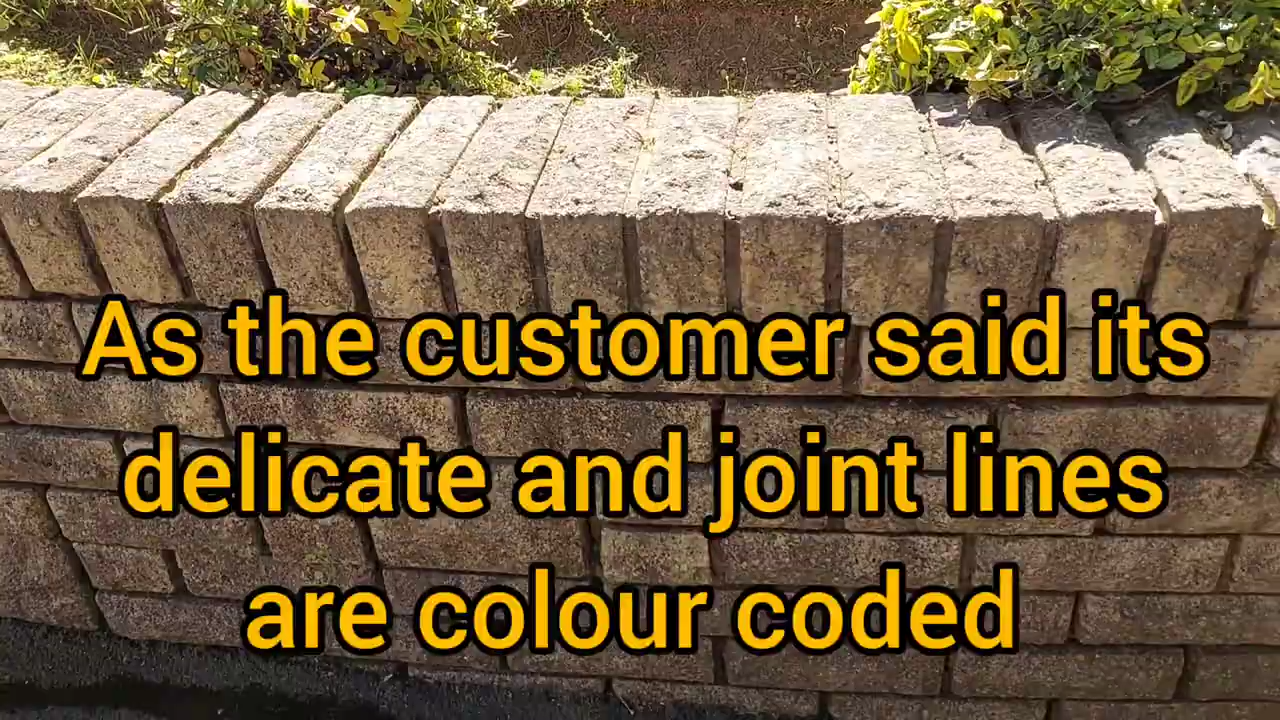 As the customer said its
delicate and joint lines
are colour coded